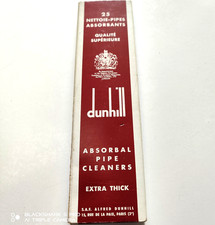 25
NETTOIE-PIPES
ABSORBANTS
QUALITÉ
SUPÉRIEURE
dunhill
ABSORBAL
PIPE
CLEANERS
EXTRA THICK
S.A.F. ALFRED DUNHILL
15, RUE DE LA PAIX, PARIS (2e)